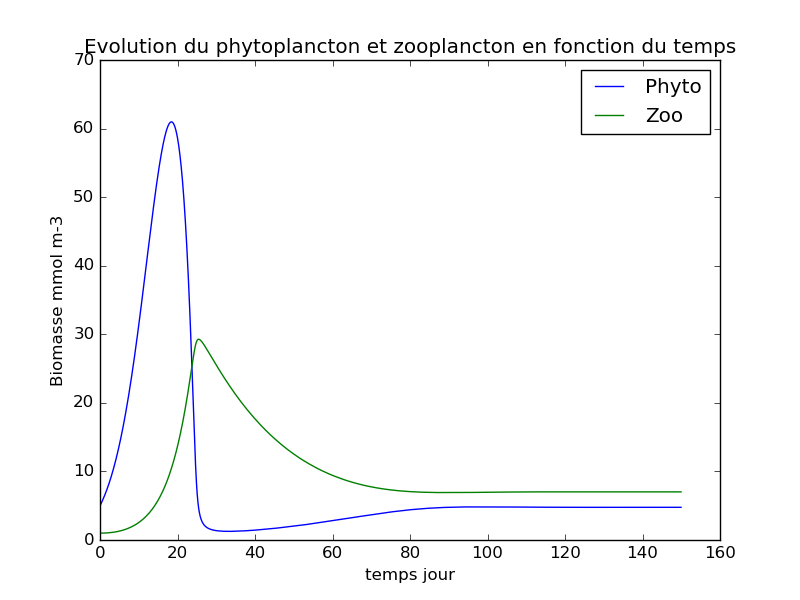 Evolution du phytoplancton et zooplancton en fonction du temps
70
60
50
40
30
20
10
0
Biomasse mmol m-3
Phyto
Zoo
0 20 40 60 80 100 120 140 160
temps jour